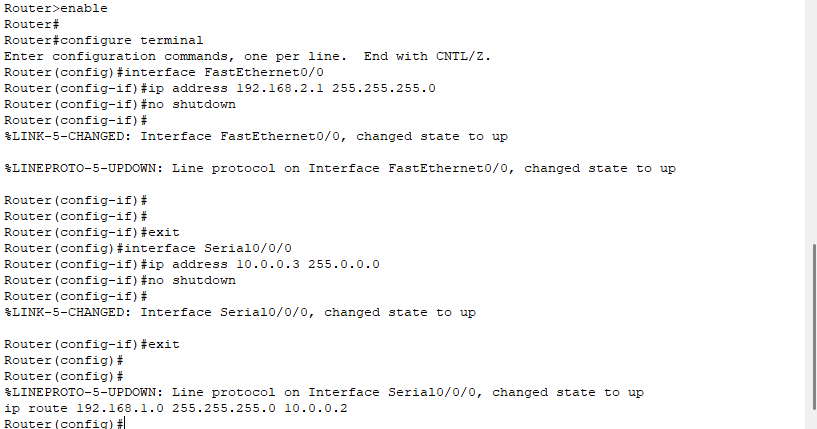 Router>enable
Router#
Router#configure terminal
Enter configuration commands, one per line.  End with CNTL/Z.
Router(config)#interface FastEthernet0/0
Router(config-if)#ip address 192.168.2.1 255.255.255.0
Router(config-if)#no shutdown
Router(config-if)#
%LINK-5-CHANGED: Interface FastEthernet0/0, changed state to up

%LINEPROTO-5-UPDOWN: Line protocol on Interface FastEthernet0/0, changed state to up

Router(config-if)#
Router(config-if)#
Router(config-if)#exit
Router(config)#interface Serial0/0/0
Router(config-if)#ip address 10.0.0.3 255.0.0.0
Router(config-if)#no shutdown
Router(config-if)#
%LINK-5-CHANGED: Interface Serial0/0/0, changed state to up

Router(config-if)#exit
Router(config)#
Router(config)#
%LINEPROTO-5-UPDOWN: Line protocol on Interface Serial0/0/0, changed state to up
ip route 192.168.1.0 255.255.255.0 10.0.0.2
Router(config)#